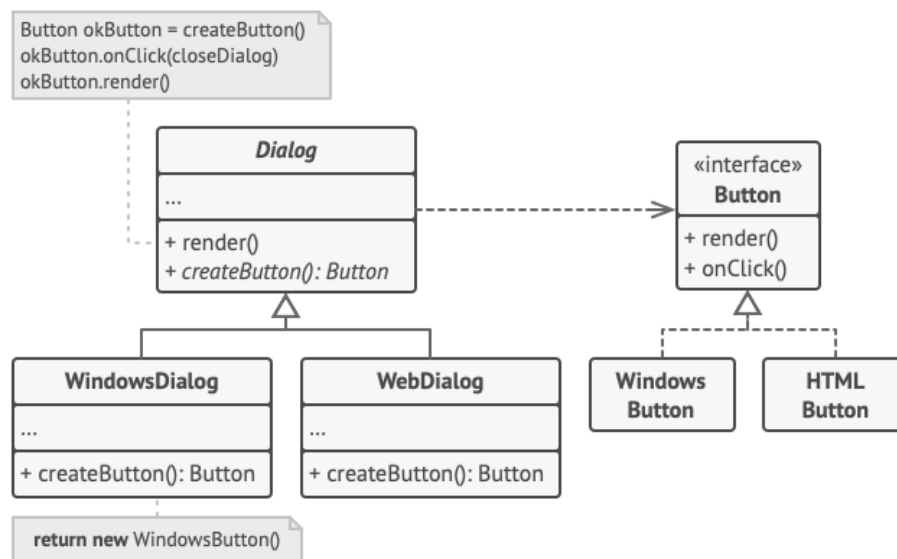 Button okButton = createButton()
okButton.onClick(closeDialog)
okButton.render()
Dialog
...
+ render()
+ createButton(): Button
«interface»
Button
+ render()
+ onClick()
WindowsDialog
...
+ createButton(): Button
WebDialog
...
+ createButton(): Button
Windows
Button
HTML
Button
return new WindowsButton()